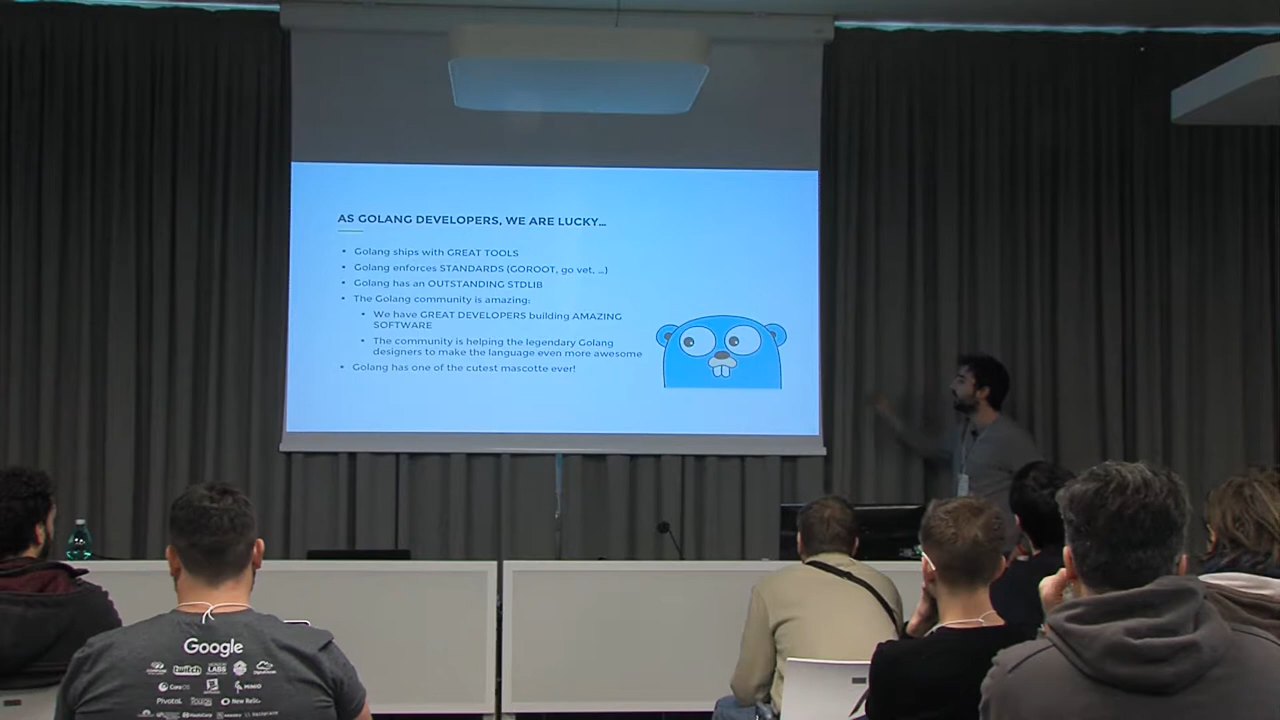 AS GOLANG DEVELOPERS, WE ARE LUCKY...
• Golang ships with GREAT TOOLS
• Golang enforces STANDARDS (GOROOT, go vet, ...)
• Golang has an OUTSTANDING STDLIB
• The Golang community is amazing:
• We have GREAT DEVELOPERS building AMAZING
SOFTWARE
• The community is helping the legendary Golang
designers to make the language even more awesome
• Golang has one of the cutest mascotte ever!
Google
twitch LABS
CoreOS MINIO
Pivotal New Relic
HashiCorp